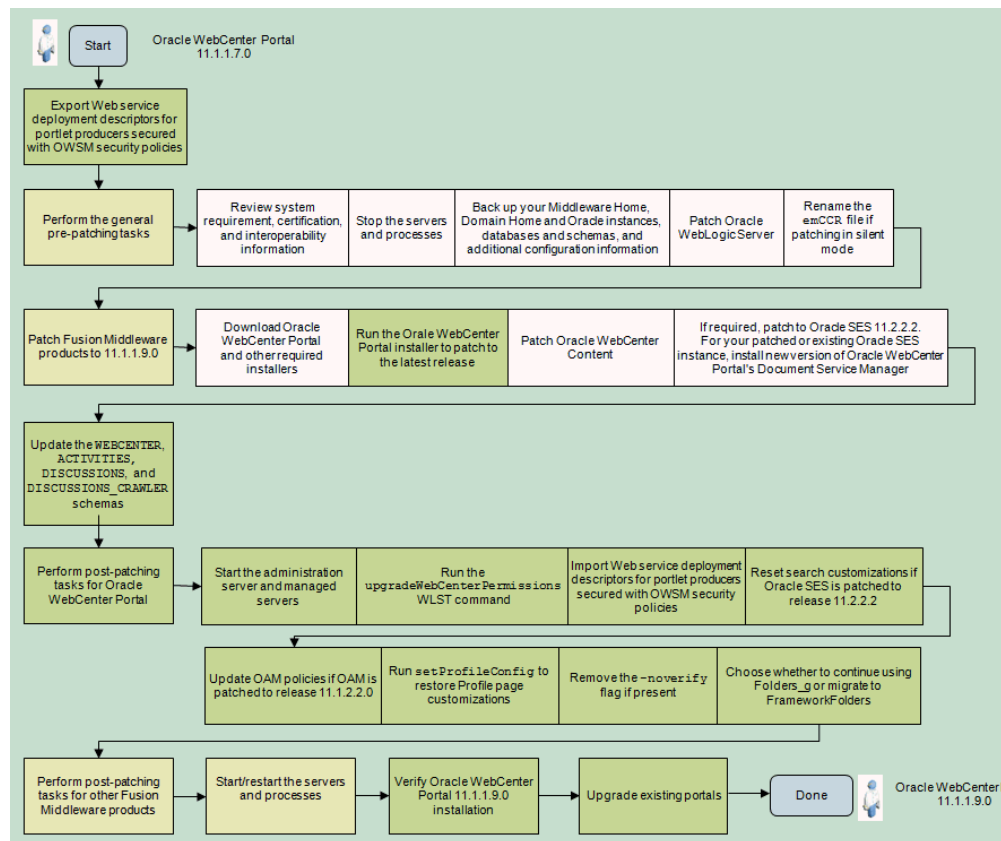 Start
Oracle WebCenter Portal
11.1.1.7.0
Export Web service
deployment descriptors for
portlet producers secured
with OWSM security policies
Perform the general
pre-patching tasks
Review system
requirement, certification,
and interoperability
information
Stop the servers
and processes
Back up your Middleware Home,
Domain Home and Oracle instances,
databases and schemas, and
additional configuration information
Patch Oracle
WebLogic Server
Rename the
emCCR file if
patching in silent
mode
Patch Fusion Middleware
products to 11.1.1.9.0
Download Oracle
WebCenter Portal
and other required
installers
Run the Orale WebCenter
Portal installer to patch to
the latest release
Patch Oracle WebCenter
Content
If required, patch to Oracle SES 11.2.2.2.
For your patched or existing Oracle SES
instance, install new version of Oracle WebCenter
Portal's Document Service Manager
Update the WEBCENTER,
ACTIVITIES,
DISCUSSIONS, and
DISCUSSIONS_CRAWLER
schemas
Perform post-patching
tasks for Oracle
WebCenter Portal
Start the administration
server and managed
servers
Run the
upgradeWebCenterPermissions
WLST command
Import Web service deployment
descriptors for portlet producers
secured with OWSM security
policies
Reset search customizations if
Oracle SES is patched to
release 11.2.2.2
Update OAM policies if OAM is
patched to release 11.1.2.2.0
Run setProfileConfig to
restore Profile page
customizations
Remove the -noverify
flag if present
Choose whether to continue using
Folders_g or migrate to
FrameworkFolders
Perform post-patching
tasks for other Fusion
Middleware products
Start/restart the servers
and processes
Verify Oracle WebCenter
Portal 11.1.1.9.0
installation
Upgrade existing portals
Done
Oracle WebCenter
11.1.1.9.0